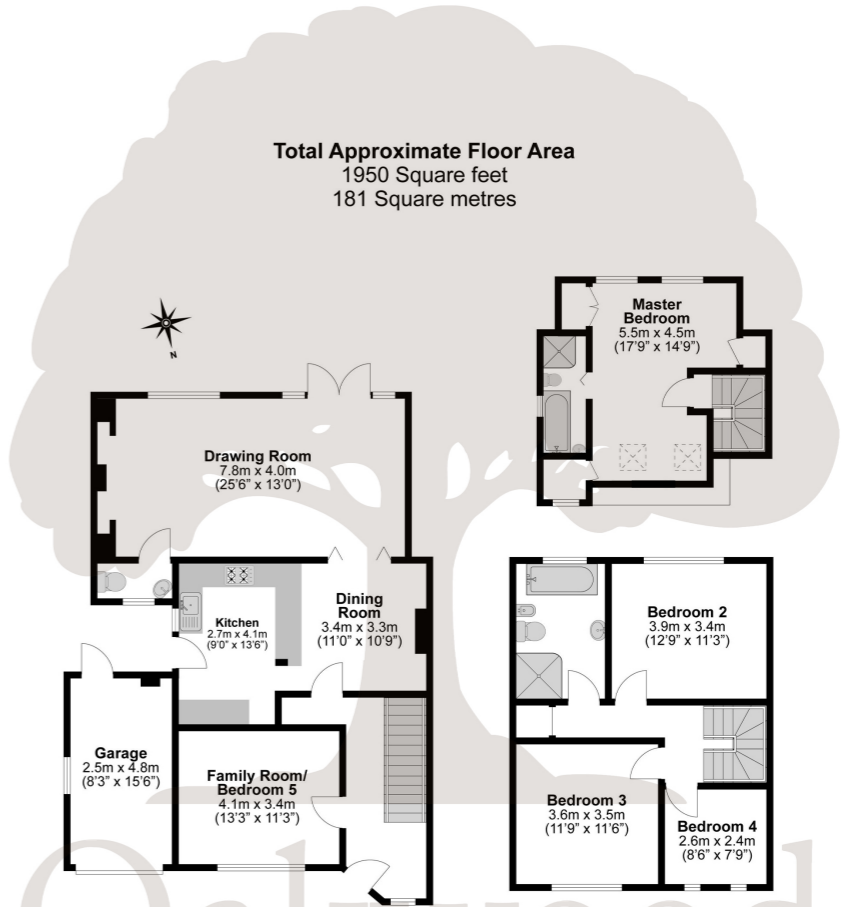 Total Approximate Floor Area
1950 Square feet
181 Square metres
N
Master
Bedroom
5.5m x 4.5m
(17'9" x 14'9")
Drawing Room
7.8m x 4.0m
(25'6" x 13'0")
Kitchen
2.7m x 4.1m
(9'0" x 13'6")
Dining
Room
3.4m x 3.3m
(11'0" x 10'9")
Bedroom 2
3.9m x 3.4m
(12'9" x 11'3")
Garage
2.5m x 4.8m
(8'3" x 15'6")
Family Room/
Bedroom 5
4.1m x 3.4m
(13'3" x 11'3")
Bedroom 3
3.6m x 3.5m
(11'9" x 11'6")
Bedroom 4
2.6m x 2.4m
(8'6" x 7'9")